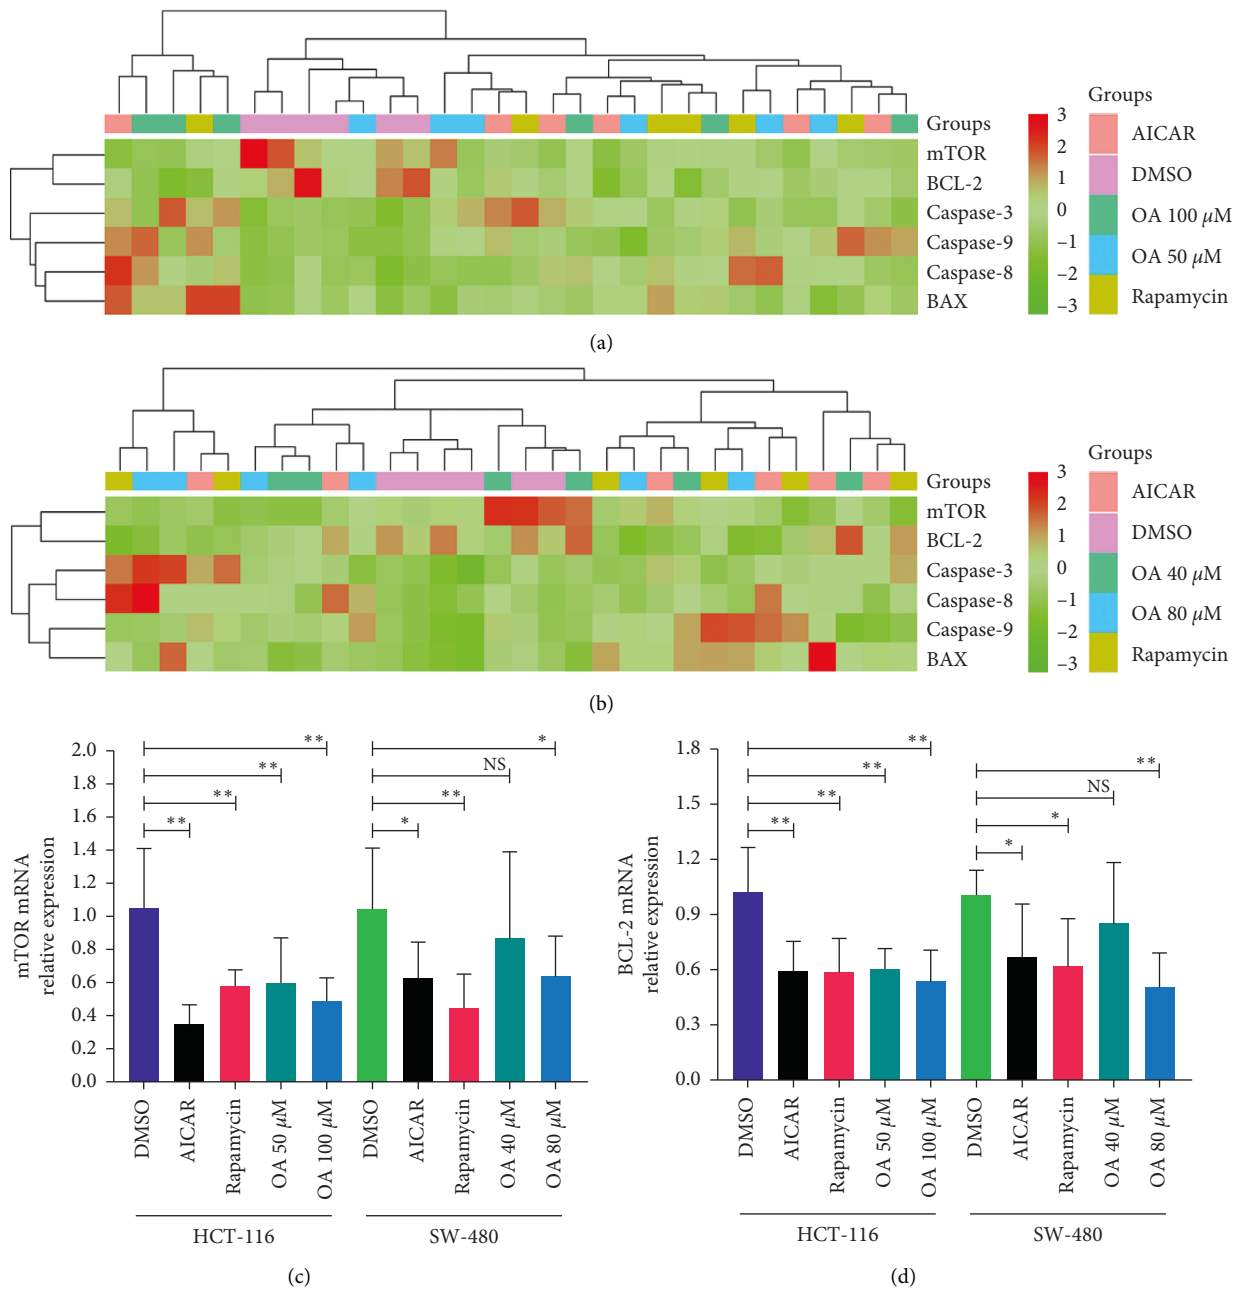 Groups
mTOR
BCL-2
Caspase-3
Caspase-9
Caspase-8
BAX
3
2
1
0
−1
−2
−3
Groups
AICAR
DMSO
OA 100 μM
OA 50 μM
Rapamycin
(a)
Groups
mTOR
BCL-2
Caspase-3
Caspase-8
Caspase-9
BAX
3
2
1
0
−1
−2
−3
Groups
AICAR
DMSO
OA 40 μM
OA 80 μM
Rapamycin
(b)
mTOR mRNA
relative expression
2.0
1.8
1.6
1.4
1.2
1.0
0.8
0.6
0.4
0.2
0.0
**
**
**
**
*
NS
**
*
DMSO
AICAR
Rapamycin
OA 50 μM
OA 100 μM
DMSO
AICAR
Rapamycin
OA 40 μM
OA 80 μM
HCT-116
SW-480
(c)
BCL-2 mRNA
relative expression
1.8
1.5
1.2
0.9
0.6
0.3
0.0
**
**
**
**
**
NS
*
*
DMSO
AICAR
Rapamycin
OA 50 μM
OA 100 μM
DMSO
AICAR
Rapamycin
OA 40 μM
OA 80 μM
HCT-116
SW-480
(d)